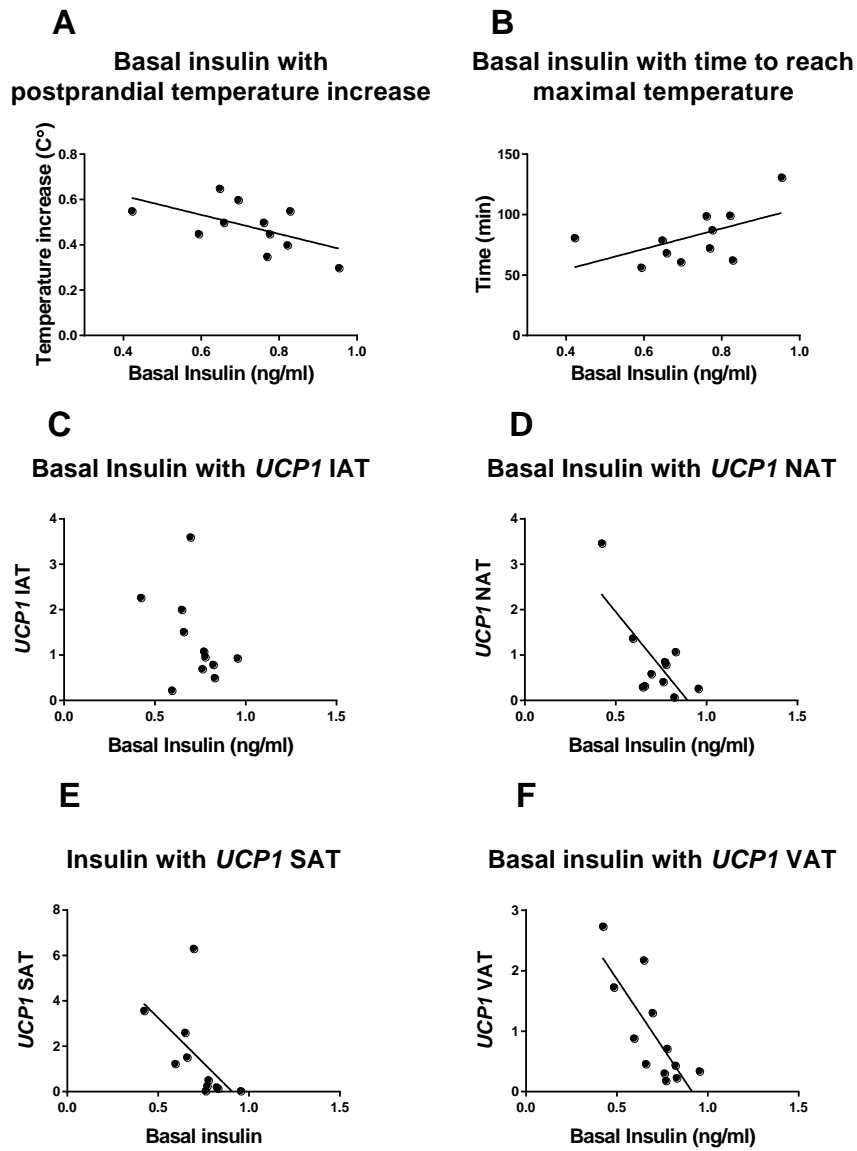 A
Basal insulin with
postprandial temperature increase
Temperature increase (C°)
0.8
0.6
0.4
0.2
0.0
0.4 0.6 0.8 1.0
Basal Insulin (ng/ml)
B
Basal insulin with time to reach
maximal temperature
Time (min)
150
100
50
0
0.4 0.6 0.8 1.0
Basal Insulin (ng/ml)
C
Basal Insulin with UCP1 IAT
UCP1 IAT
4
3
2
1
0
0.0 0.5 1.0 1.5
Basal Insulin (ng/ml)
D
Basal Insulin with UCP1 NAT
UCP1 NAT
4
3
2
1
0
0.0 0.5 1.0 1.5
Basal Insulin (ng/ml)
E
Insulin with UCP1 SAT
UCP1 SAT
8
6
4
2
0
0.0 0.5 1.0 1.5
Basal insulin
F
Basal insulin with UCP1 VAT
UCP1 VAT
3
2
1
0
0.0 0.5 1.0 1.5
Basal Insulin (ng/ml)